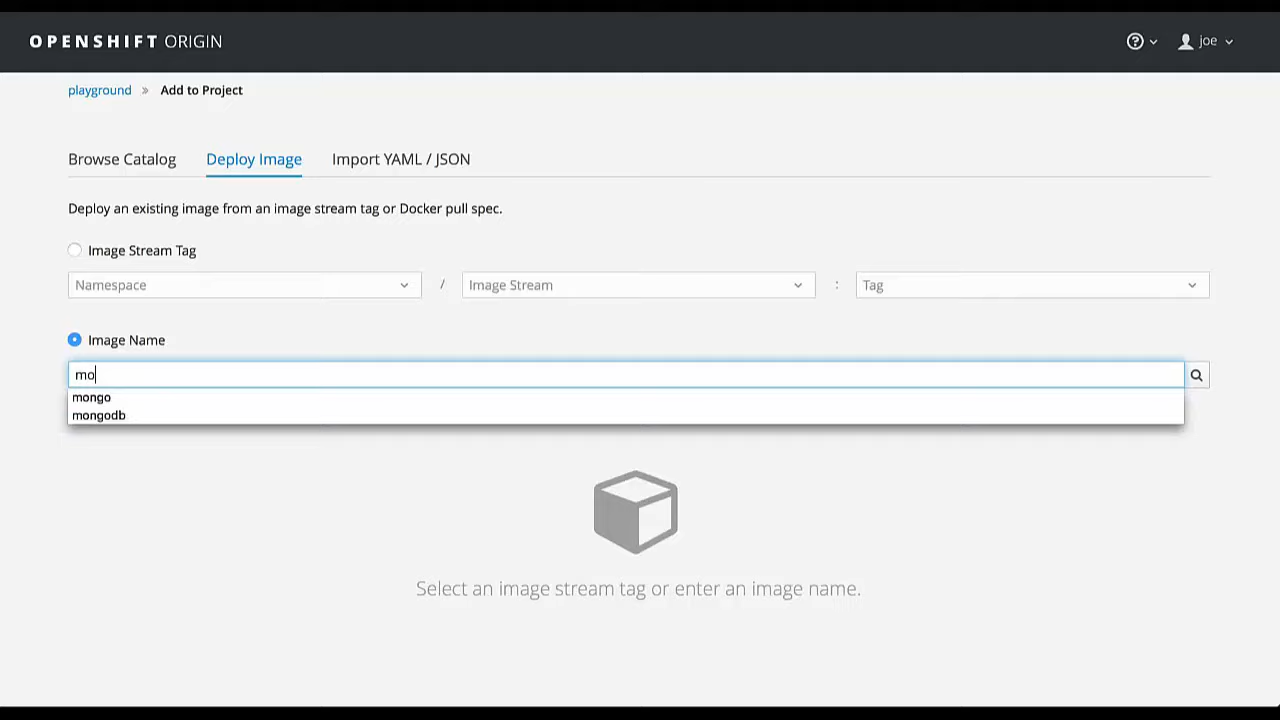 OPENSHIFT ORIGIN
joe
playground » Add to Project
Browse Catalog Deploy Image Import YAML / JSON
Deploy an existing image from an image stream tag or Docker pull spec.
Image Stream Tag
Namespace / Image Stream : Tag
Image Name
mo
mongo
mongodb
Select an image stream tag or enter an image name.